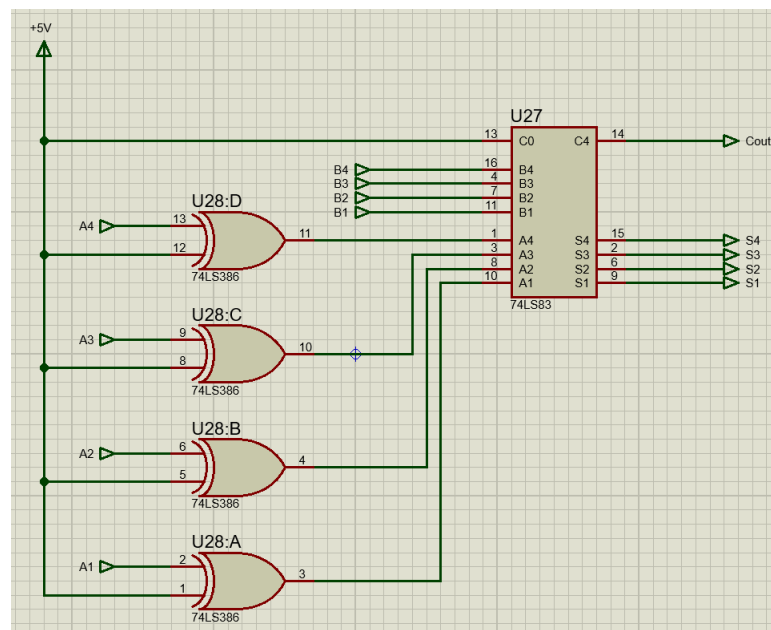 +5V
U27
13 C0 C4 14 Cout
B4 16 B4
B3 4 B3
B2 7 B2
B1 11 B1
U28:D
A4 13
12
11
74LS386
1 A4 S4 15 S4
3 A3 S3 2 S3
8 A2 S2 6 S2
10 A1 S1 9 S1
74LS83
U28:C
A3 9
8
10
74LS386
U28:B
A2 6
5
4
74LS386
U28:A
A1 2
1
3
74LS386